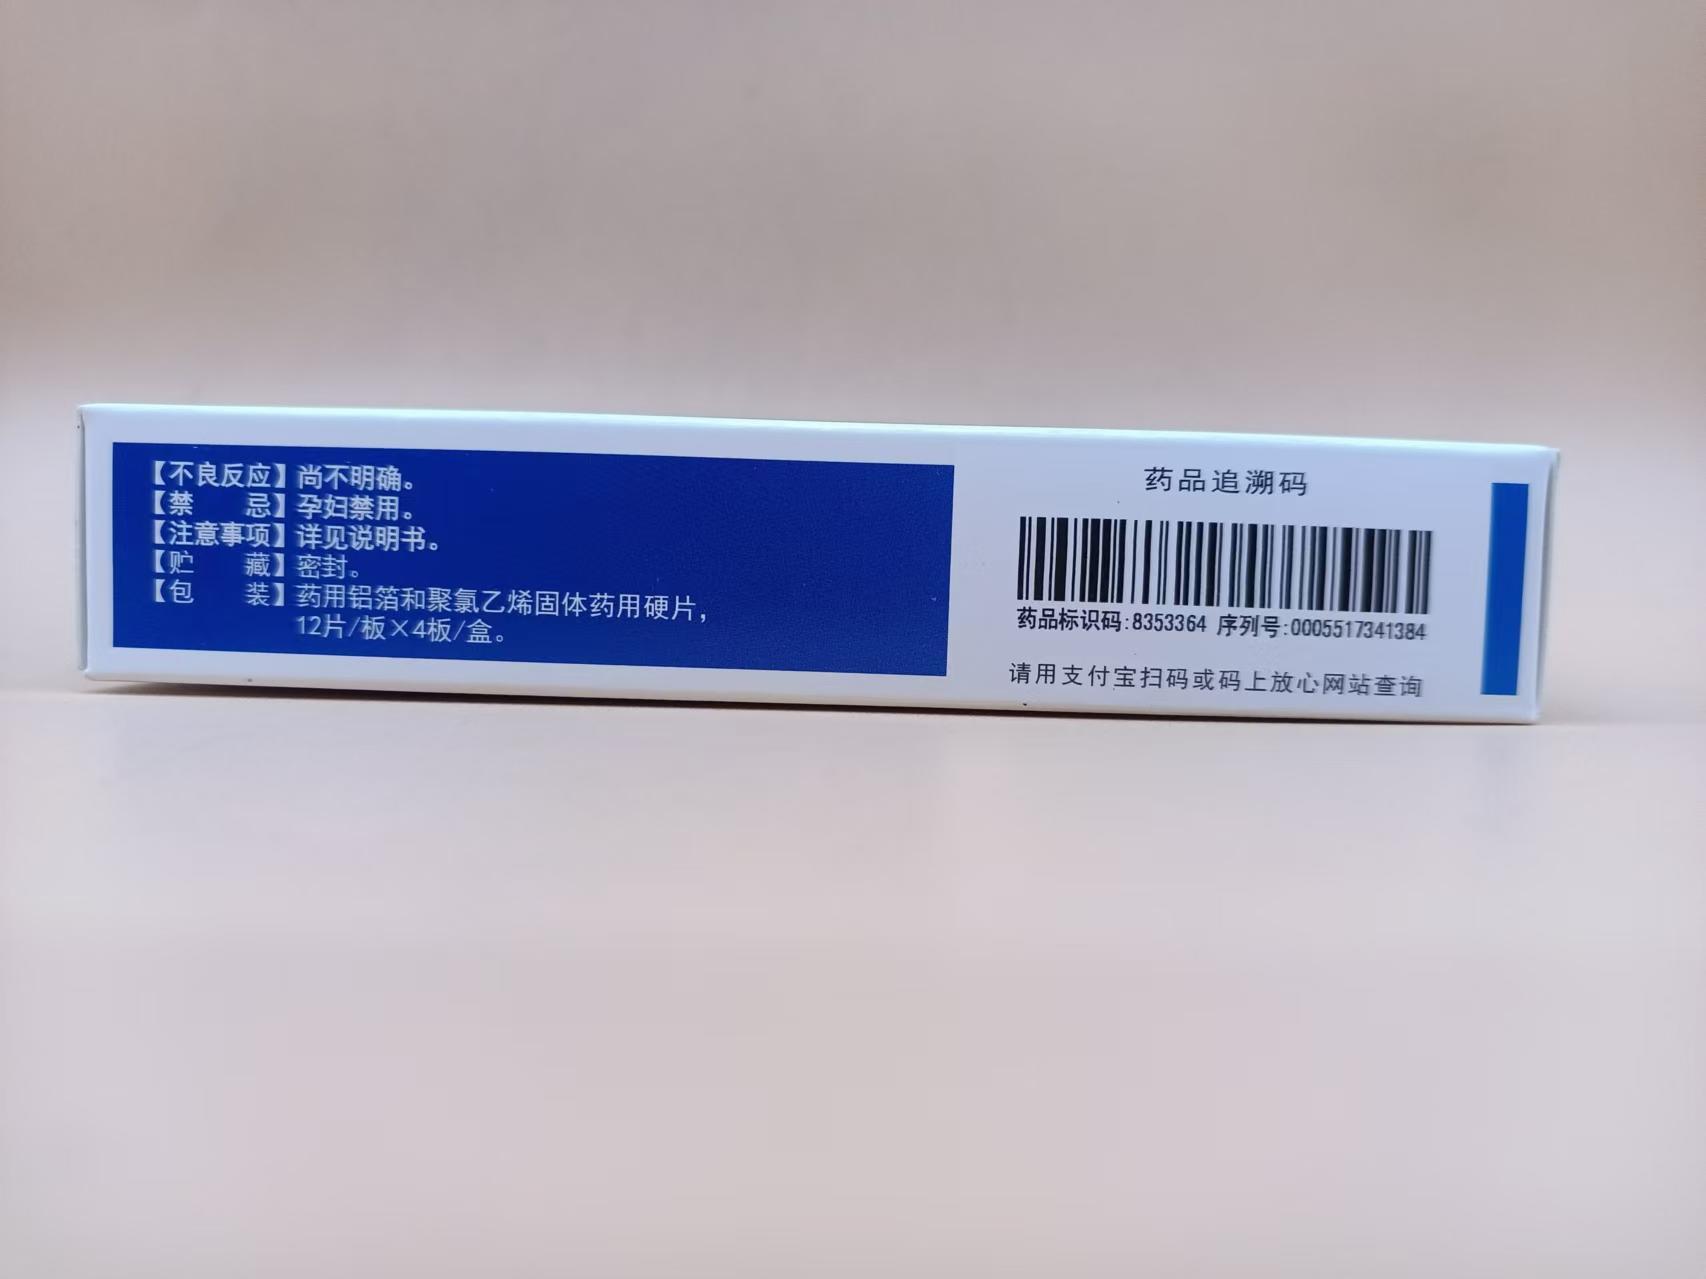 【不良反应】尚不明确。
【禁　　忌】孕妇禁用。
【注意事项】详见说明书。
【贮　　藏】密封。
【包　　装】药用铝箔和聚氯乙烯固体药用硬片，
12片/板×4板/盒。
药品追溯码
药品标识码:8353364 序列号:0005517341384
请用支付宝扫码或码上放心网站查询